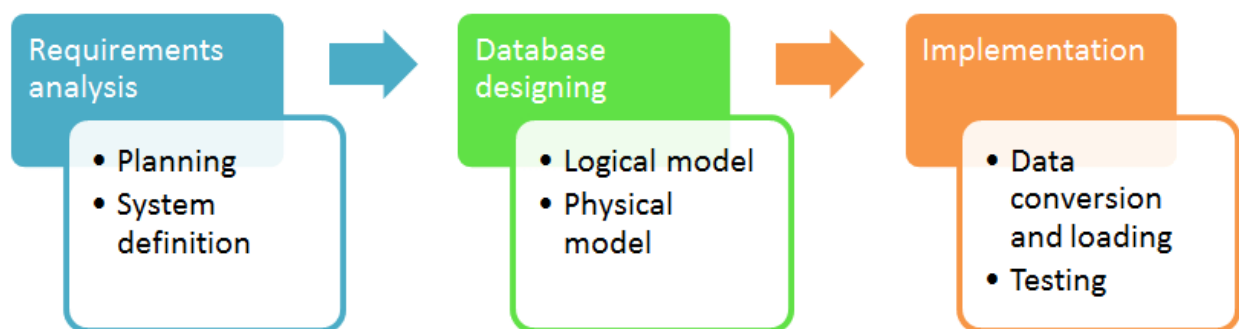 Requirements
analysis
• Planning
• System
definition
Database
designing
• Logical model
• Physical
model
Implementation
• Data
conversion
and loading
• Testing